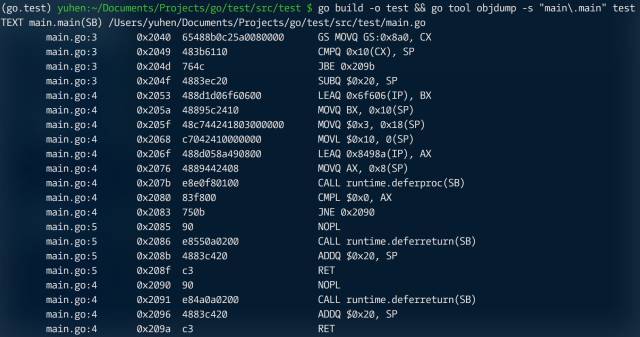 (go.test) yuhen:~/Documents/Projects/go/test/src/test $ go build -o test && go tool objdump -s "main\.main" test
TEXT main.main(SB) /Users/yuhen/Documents/Projects/go/test/src/test/main.go
main.go:3 0x2040 65488b0c25a0080000 GS MOVQ GS:0x8a0, CX
main.go:3 0x2049 483b6110 CMPQ 0x10(CX), SP
main.go:3 0x204d 764c JBE 0x209b
main.go:3 0x204f 4883ec20 SUBQ $0x20, SP
main.go:4 0x2053 488d1d06f60600 LEAQ 0x6f606(IP), BX
main.go:4 0x205a 48895c2410 MOVQ BX, 0x10(SP)
main.go:4 0x205f 48c744241803000000 MOVQ $0x3, 0x18(SP)
main.go:4 0x2068 c7042410000000 MOVL $0x10, 0(SP)
main.go:4 0x206f 488d058a490800 LEAQ 0x8498a(IP), AX
main.go:4 0x2076 4889442408 MOVQ AX, 0x8(SP)
main.go:4 0x207b e8e0f80100 CALL runtime.deferproc(SB)
main.go:4 0x2080 83f800 CMPL $0x0, AX
main.go:4 0x2083 750b JNE 0x2090
main.go:5 0x2085 90 NOPL
main.go:5 0x2086 e8550a0200 CALL runtime.deferreturn(SB)
main.go:5 0x208b 4883c420 ADDQ $0x20, SP
main.go:5 0x208f c3 RET
main.go:4 0x2090 90 NOPL
main.go:4 0x2091 e84a0a0200 CALL runtime.deferreturn(SB)
main.go:4 0x2096 4883c420 ADDQ $0x20, SP
main.go:4 0x209a c3 RET